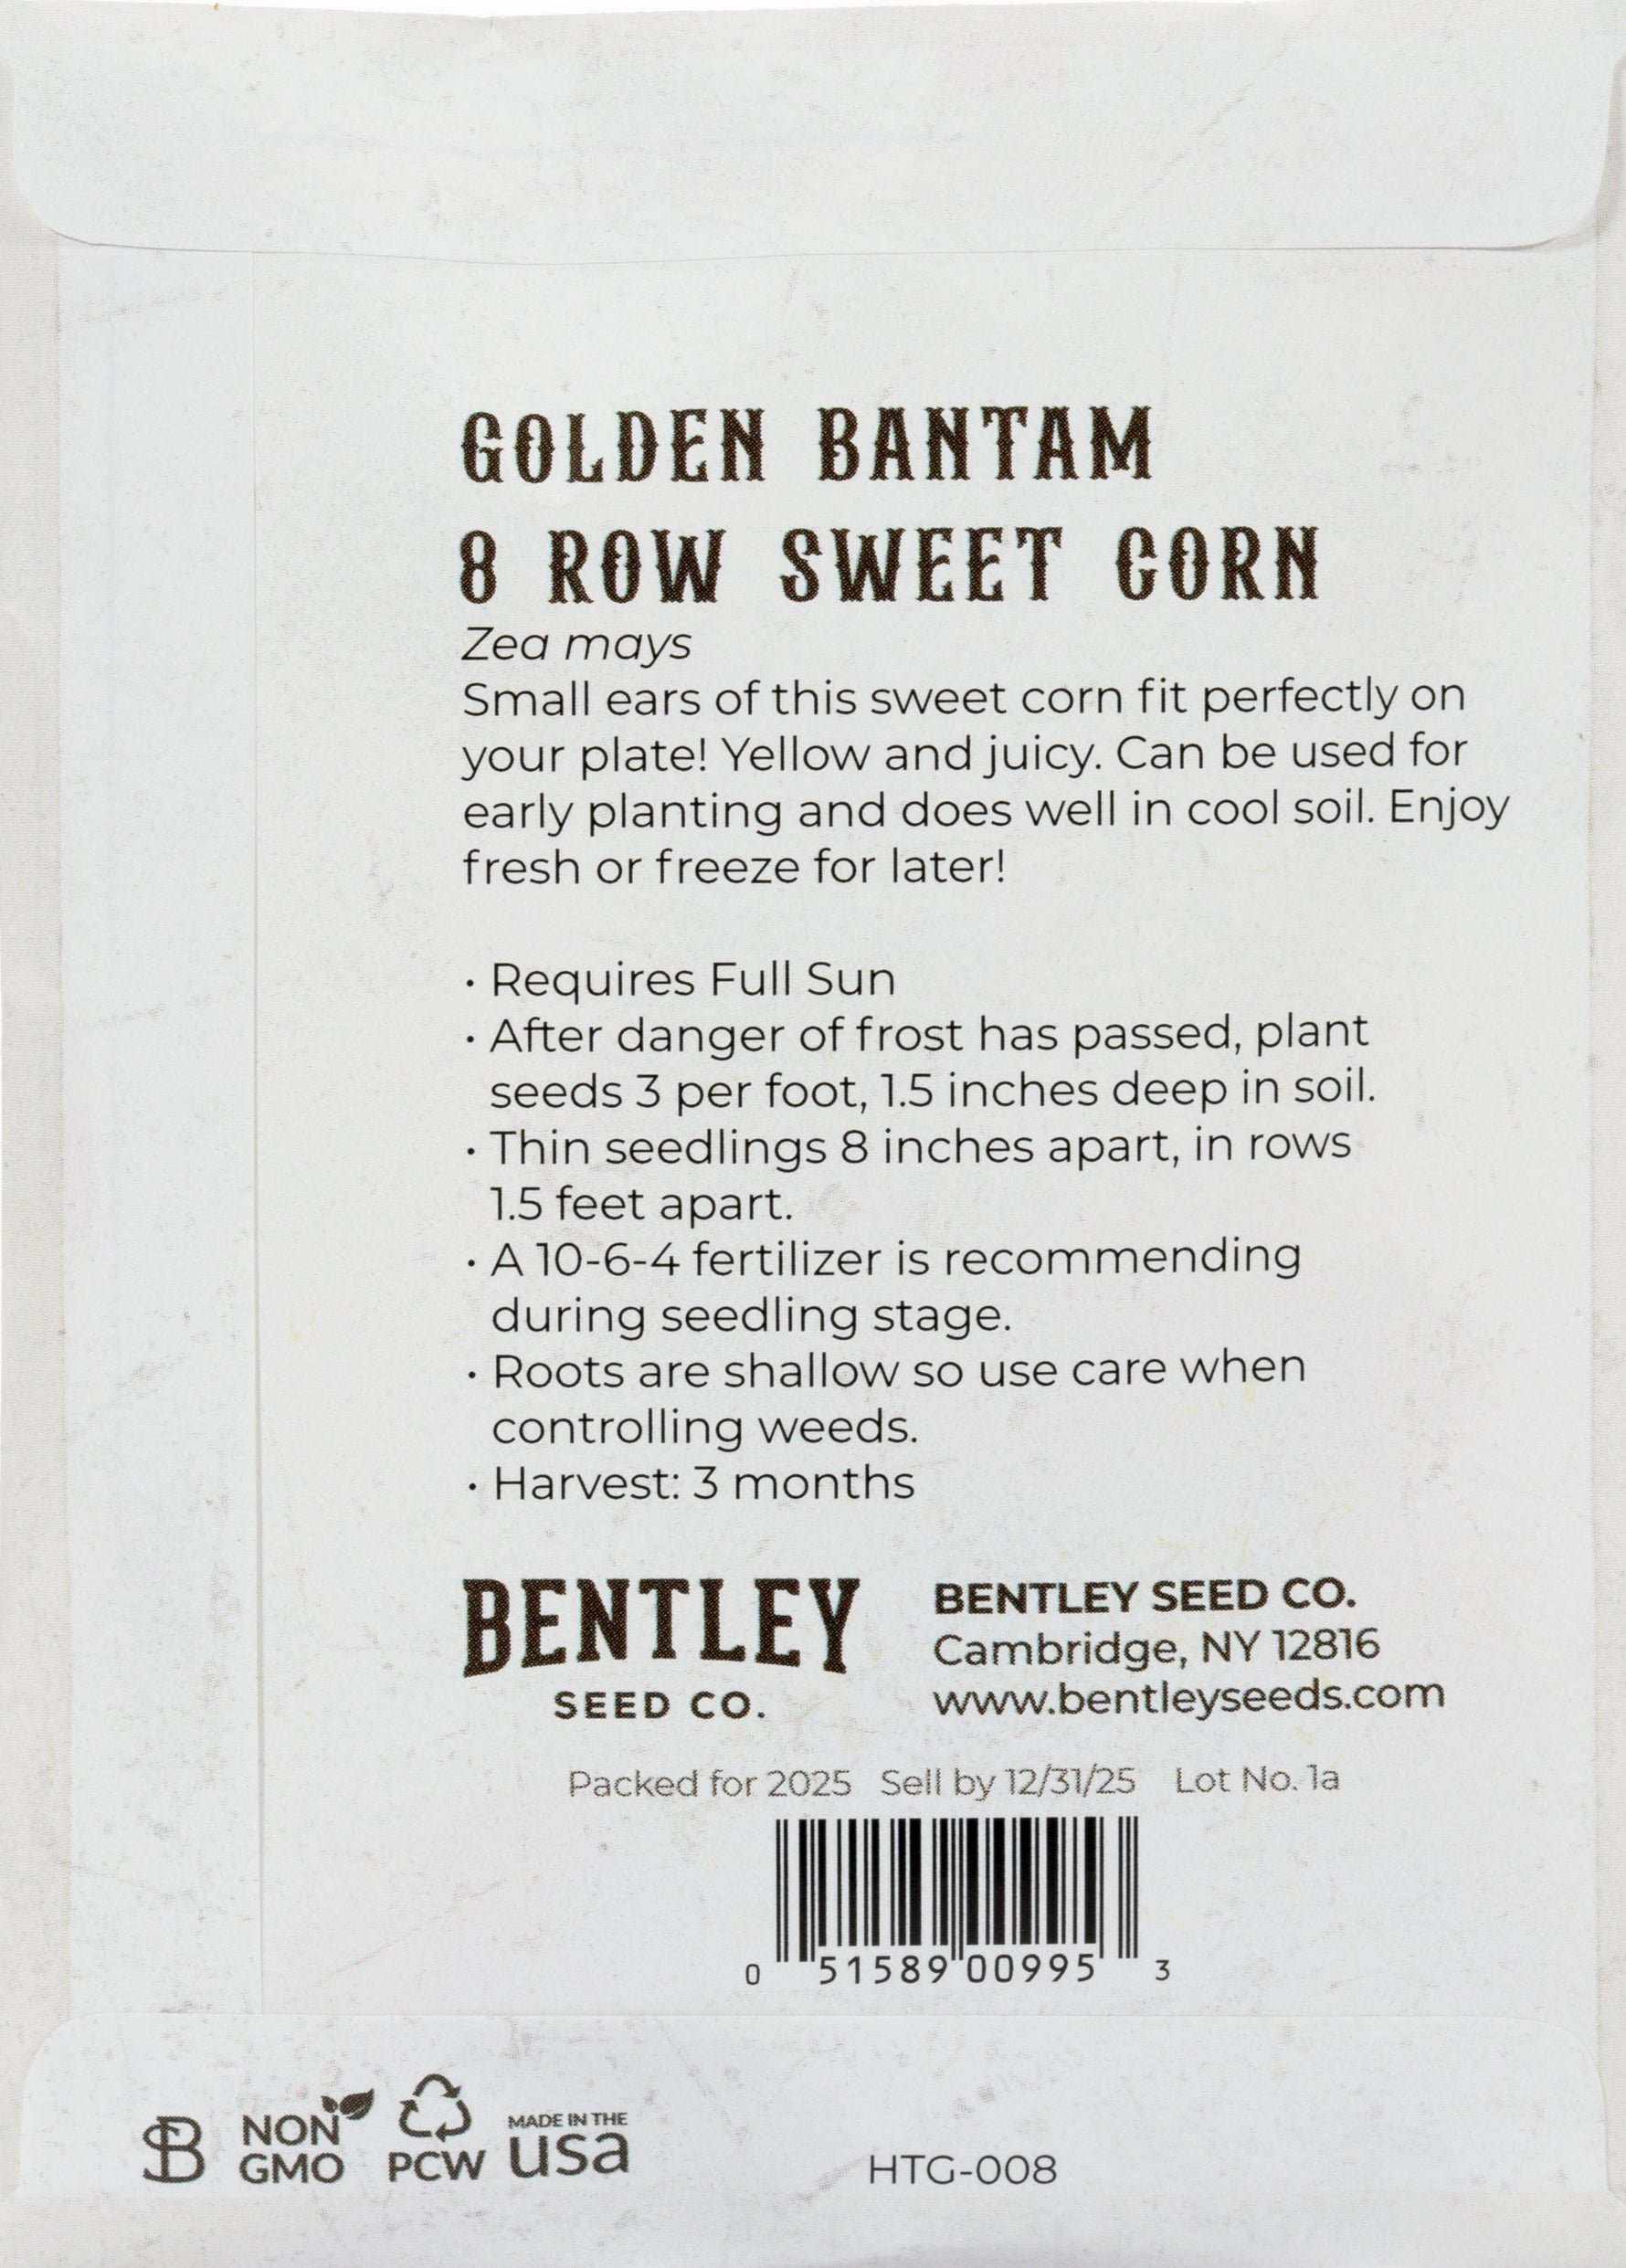 GOLDEN BANTAM
8 ROW SWEET CORN
Zea mays
Small ears of this sweet corn fit perfectly on
your plate! Yellow and juicy. Can be used for
early planting and does well in cool soil. Enjoy
fresh or freeze for later!
• Requires Full Sun
• After danger of frost has passed, plant
seeds 3 per foot, 1.5 inches deep in soil.
• Thin seedlings 8 inches apart, in rows
1.5 feet apart.
• A 10-6-4 fertilizer is recommending
during seedling stage.
• Roots are shallow so use care when
controlling weeds.
• Harvest: 3 months
BENTLEY
SEED CO.
BENTLEY SEED CO.
Cambridge, NY 12816
www.bentleyseeds.com
Packed for 2025 Sell by 12/31/25 Lot No. 1a
0 51589 00995 3
B
NON
GMO
PCW
MADE IN THE
usa
HTG-008